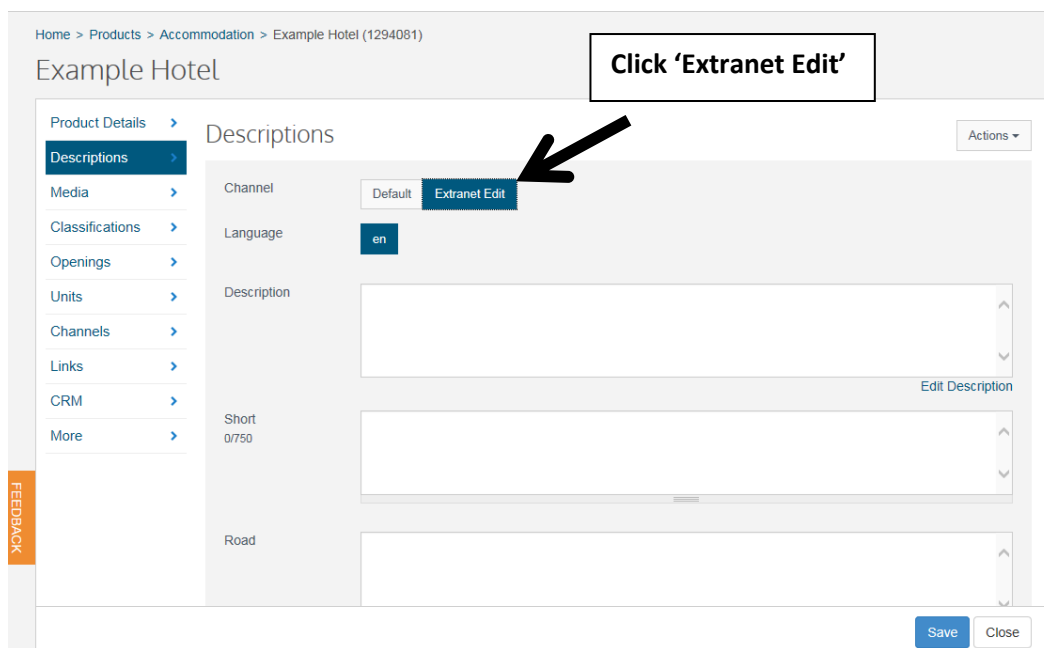 Home > Products > Accommodation > Example Hotel (1294081)
Example Hotel
Click ‘Extranet Edit’
Product Details
Descriptions
Media
Classifications
Openings
Units
Channels
Links
CRM
More
FEEDBACK
Descriptions
Actions
Channel
Default Extranet Edit
Language
en
Description
Edit Description
Short
0/750
Road
Save Close